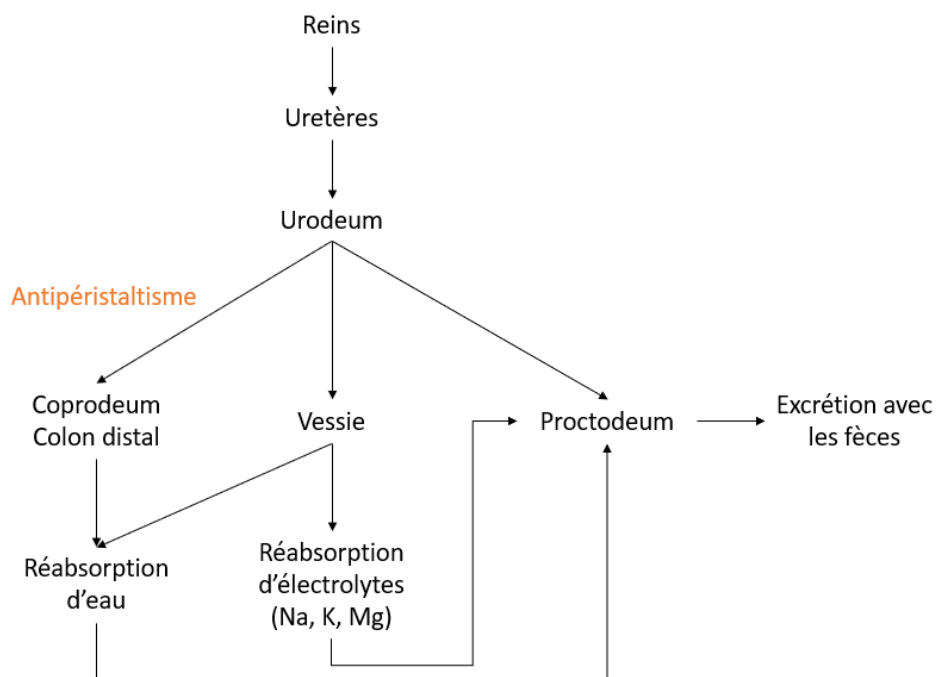 Reins
Uretères
Urodeum
Antipéristaltisme
Coprodeum
Colon distal
Vessie
Proctodeum
Excrétion avec
les fèces
Réabsorption
d'eau
Réabsorption
d'électrolytes
(Na, K, Mg)